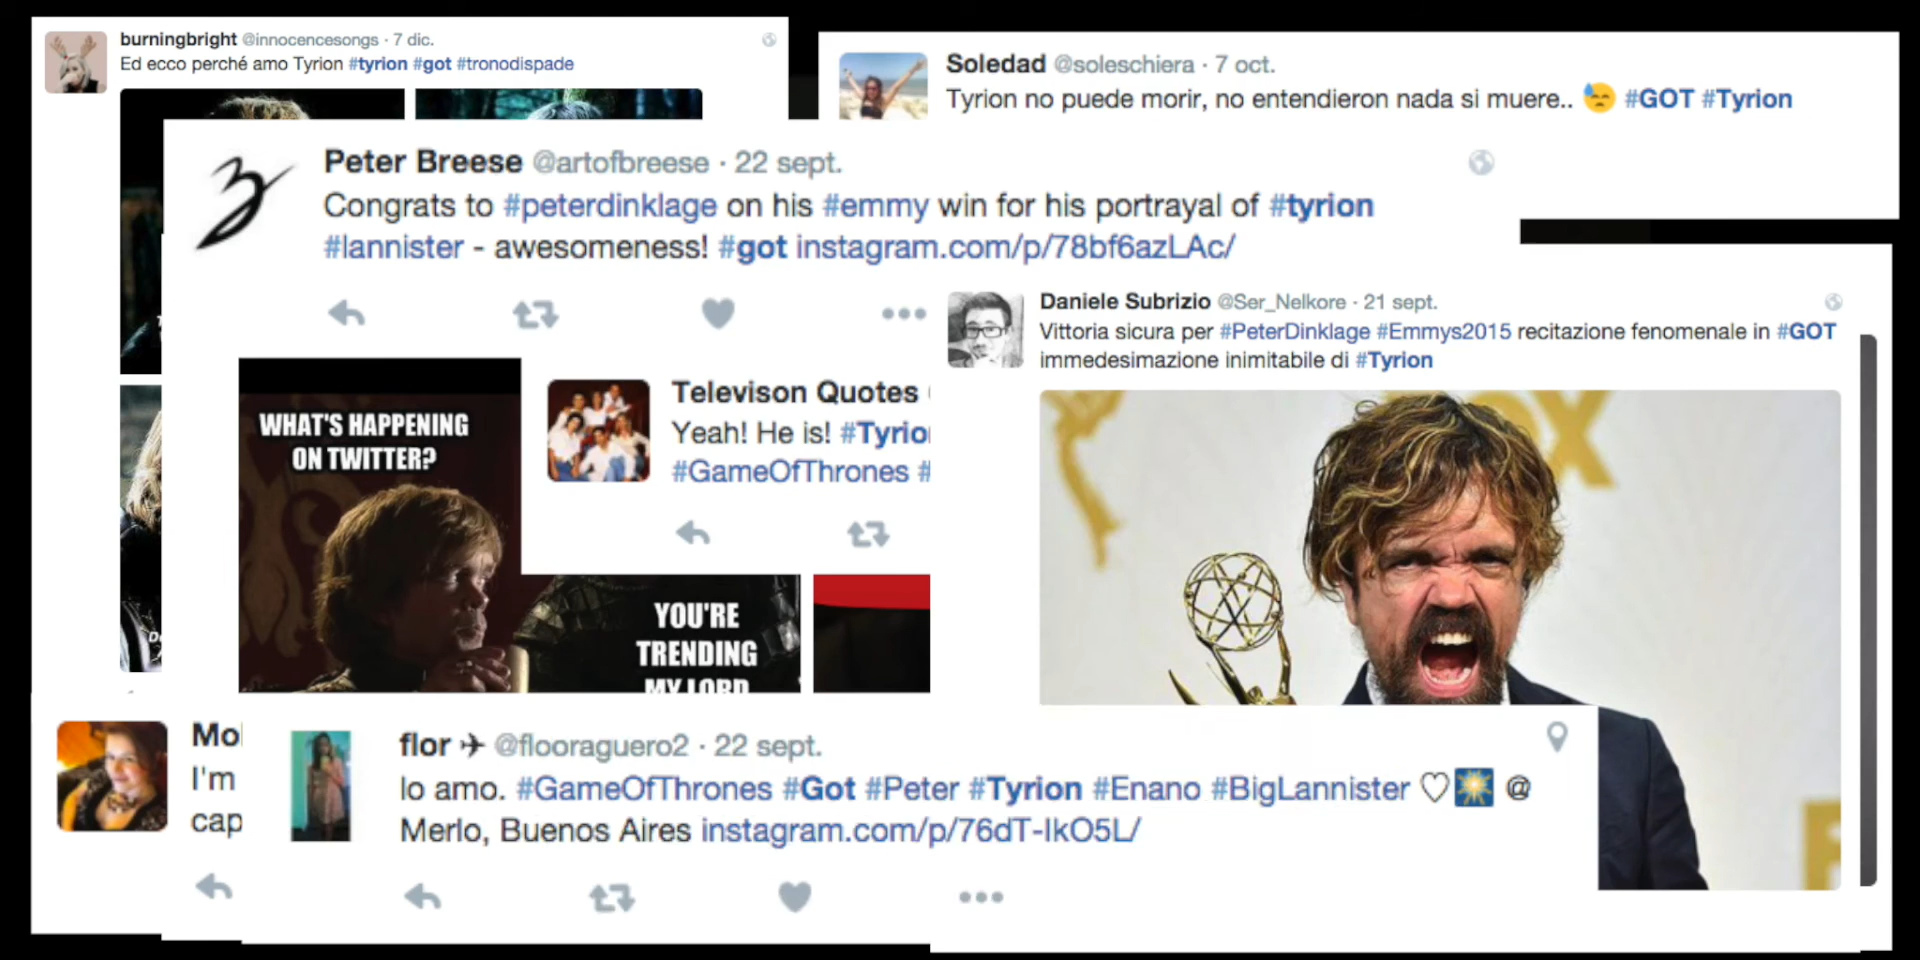 burningbright @innocencesongs · 7 dic.
Ed ecco perché amo Tyrion #tyrion #got #tronodispade
Soledad @soleschiera · 7 oct.
Tyrion no puede morir, no entendieron nada si muere.. 😓 #GOT #Tyrion
Peter Breese @artofbreese · 22 sept.
Congrats to #peterdinklage on his #emmy win for his portrayal of #tyrion
#lannister - awesomeness! #got instagram.com/p/78bf6azLAc/
Daniele Subrizio @Ser_Nelkore · 21 sept.
Vittoria sicura per #PeterDinklage #Emmys2015 recitazione fenomenale in #GOT
immedesimazione inimitabile di #Tyrion
WHAT'S HAPPENING
ON TWITTER?
Televison Quotes
Yeah! He is! #Tyrio
#GameOfThrones #
YOU'RE
TRENDING
MY LORD
Mol
I'm
cap
flor ✈ @flooraguero2 · 22 sept.
lo amo. #GameOfThrones #Got #Peter #Tyrion #Enano #BigLannister ♡ @
Merlo, Buenos Aires instagram.com/p/76dT-IkO5L/